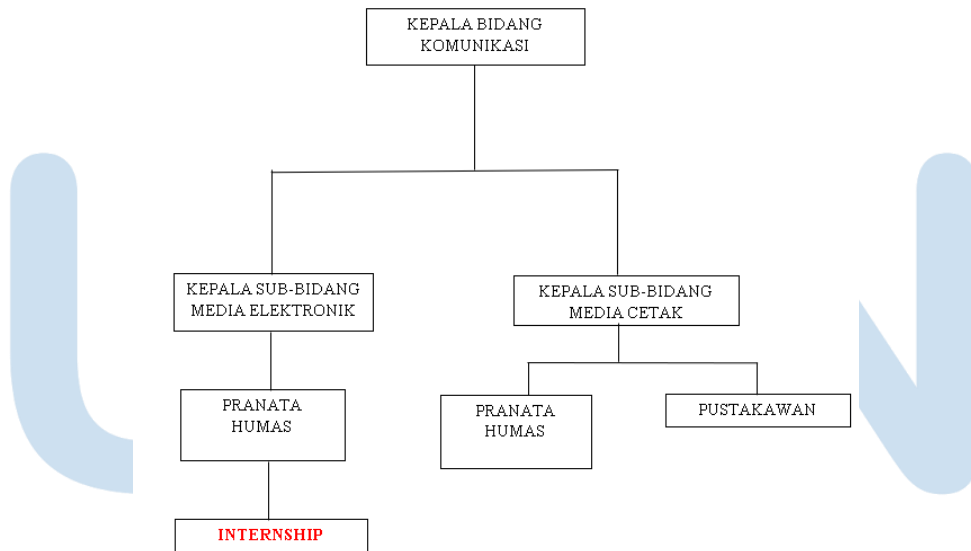 KEPALA BIDANG
KOMUNIKASI
KEPALA SUB-BIDANG
MEDIA ELEKTRONIK
KEPALA SUB-BIDANG
MEDIA CETAK
PRANATA
HUMAS
PRANATA
HUMAS
PUSTAKAWAN
INTERNSHIP